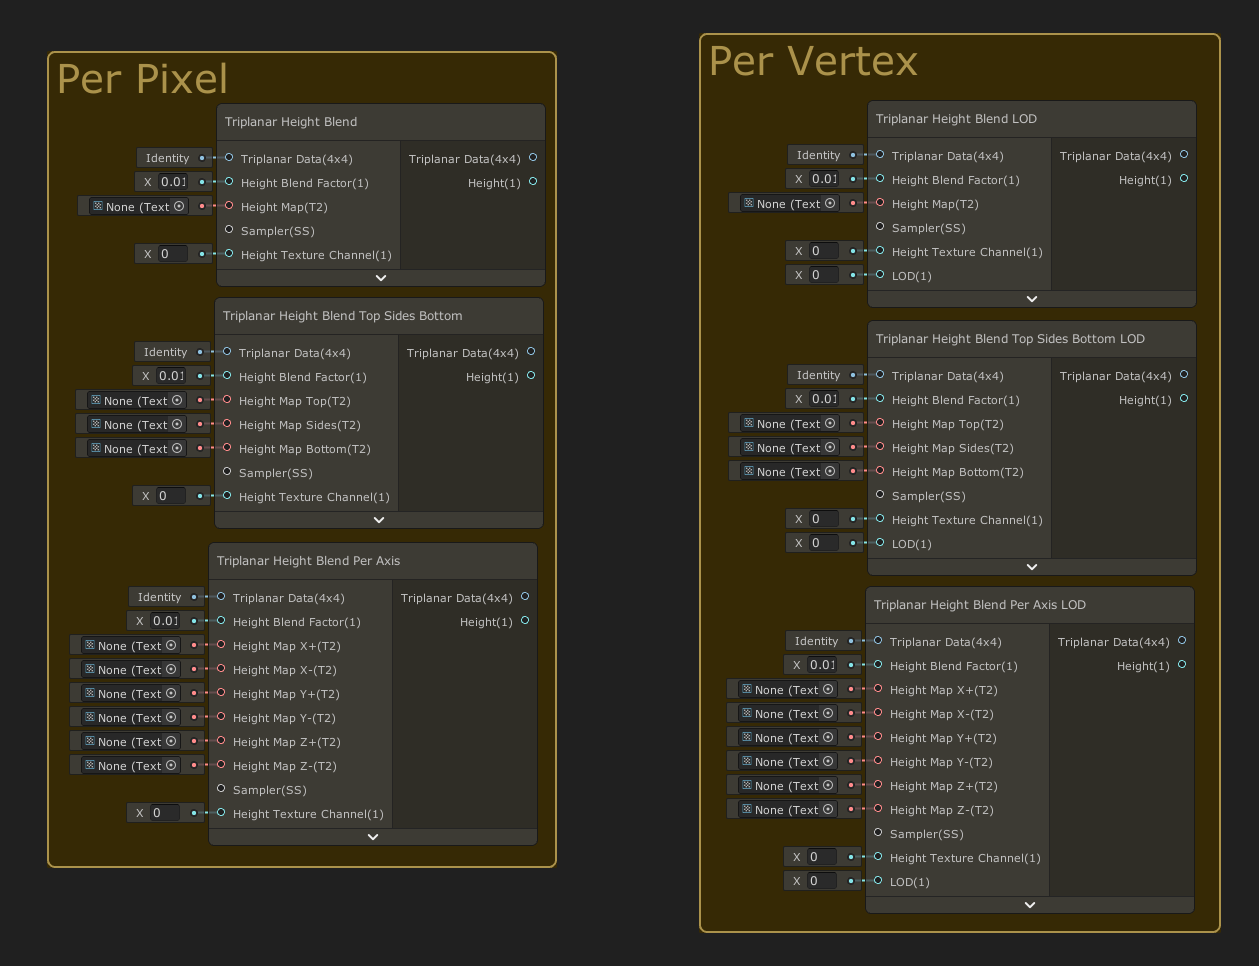 Per Pixel
Triplanar Height Blend
Identity Triplanar Data(4x4) Triplanar Data(4x4)
X 0.01 Height Blend Factor(1) Height(1)
None (Text Height Map(T2)
Sampler(SS)
X 0 Height Texture Channel(1)
Triplanar Height Blend Top Sides Bottom
Identity Triplanar Data(4x4) Triplanar Data(4x4)
X 0.01 Height Blend Factor(1) Height(1)
None (Text Height Map Top(T2)
None (Text Height Map Sides(T2)
None (Text Height Map Bottom(T2)
Sampler(SS)
X 0 Height Texture Channel(1)
Triplanar Height Blend Per Axis
Identity Triplanar Data(4x4) Triplanar Data(4x4)
X 0.01 Height Blend Factor(1) Height(1)
None (Text Height Map X+(T2)
None (Text Height Map X-(T2)
None (Text Height Map Y+(T2)
None (Text Height Map Y-(T2)
None (Text Height Map Z+(T2)
None (Text Height Map Z-(T2)
Sampler(SS)
X 0 Height Texture Channel(1)
Per Vertex
Triplanar Height Blend LOD
Identity Triplanar Data(4x4) Triplanar Data(4x4)
X 0.01 Height Blend Factor(1) Height(1)
None (Text Height Map(T2)
Sampler(SS)
X 0 Height Texture Channel(1)
X 0 LOD(1)
Triplanar Height Blend Top Sides Bottom LOD
Identity Triplanar Data(4x4) Triplanar Data(4x4)
X 0.01 Height Blend Factor(1) Height(1)
None (Text Height Map Top(T2)
None (Text Height Map Sides(T2)
None (Text Height Map Bottom(T2)
Sampler(SS)
X 0 Height Texture Channel(1)
X 0 LOD(1)
Triplanar Height Blend Per Axis LOD
Identity Triplanar Data(4x4) Triplanar Data(4x4)
X 0.01 Height Blend Factor(1) Height(1)
None (Text Height Map X+(T2)
None (Text Height Map X-(T2)
None (Text Height Map Y+(T2)
None (Text Height Map Y-(T2)
None (Text Height Map Z+(T2)
None (Text Height Map Z-(T2)
Sampler(SS)
X 0 Height Texture Channel(1)
X 0 LOD(1)